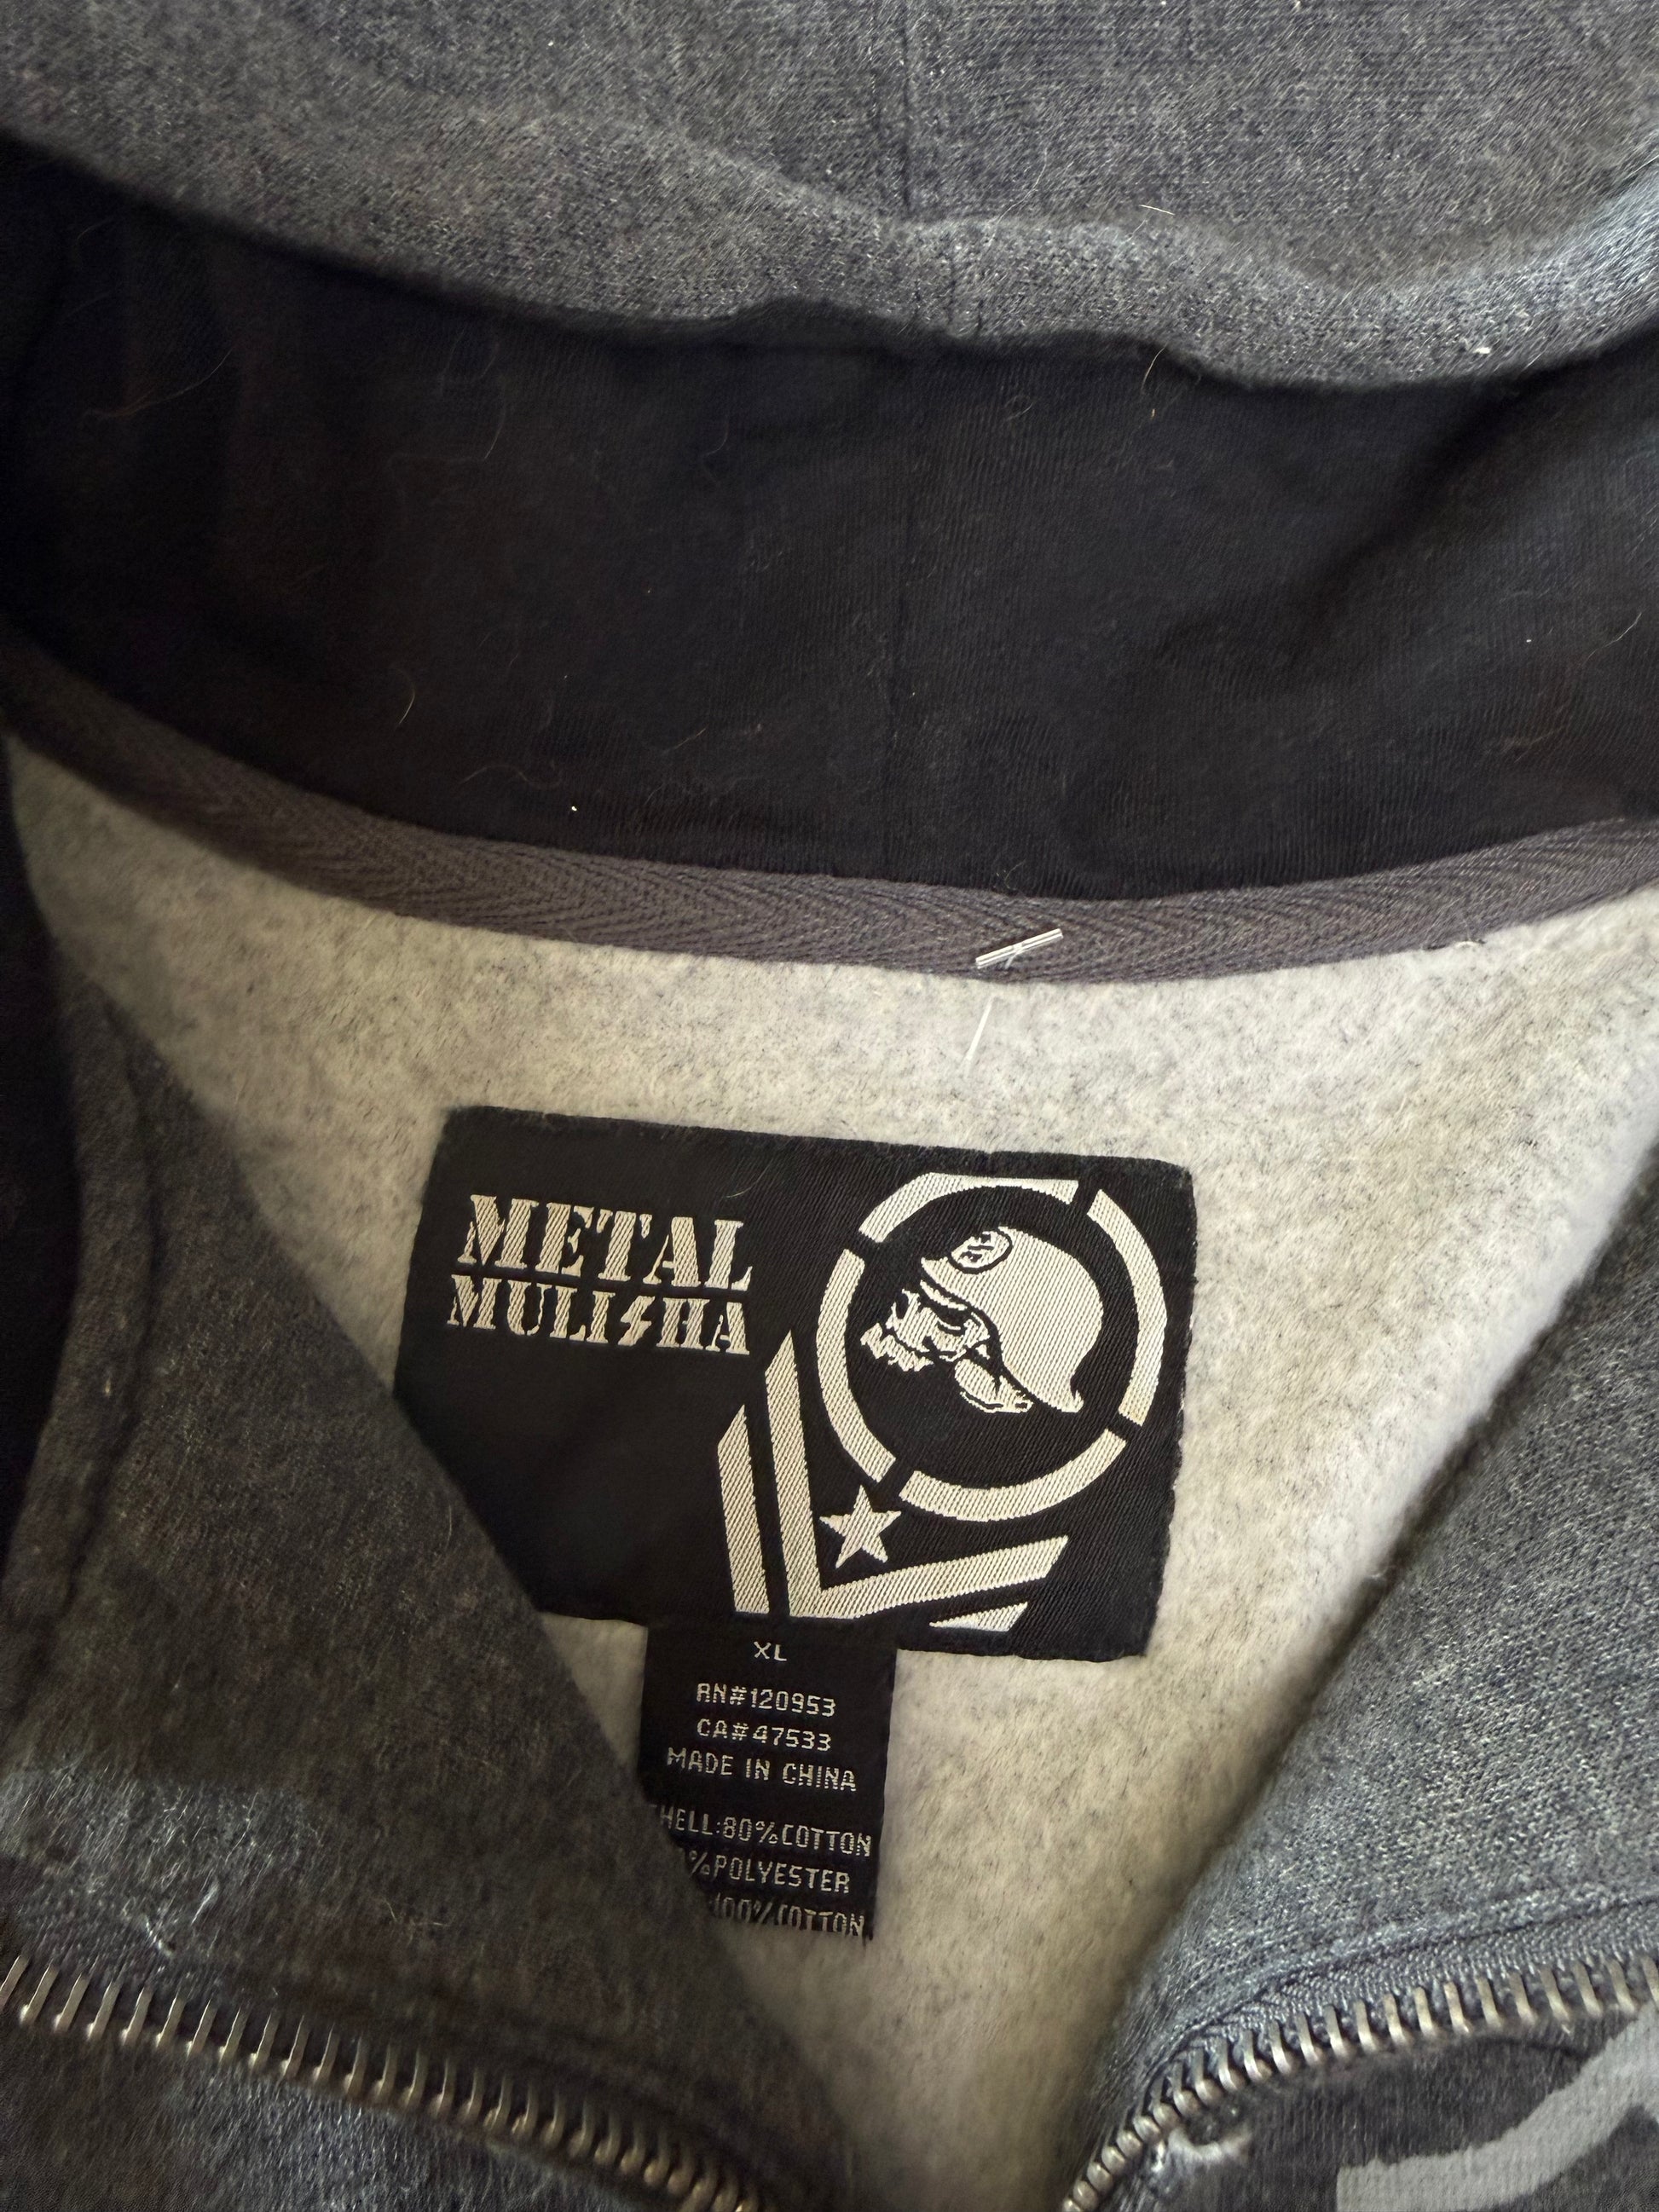 METAL
MULISHA
XL
RN#120953
CA#47533
MADE IN CHINA
HELL:80%COTTON
%POLYESTER
:100%COTTON